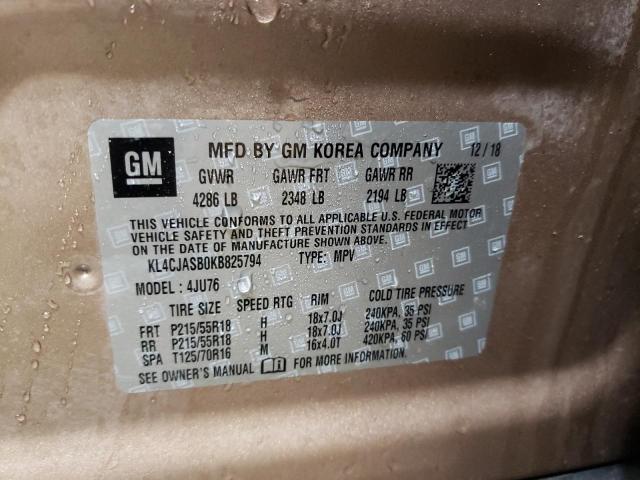 GM MFD BY GM KOREA COMPANY 12/18
GVWR GAWR FRT GAWR RR
4286 LB 2348 LB 2194 LB
THIS VEHICLE CONFORMS TO ALL APPLICABLE U.S. FEDERAL MOTOR
VEHICLE SAFETY, BUMPER, AND THEFT PREVENTION STANDARDS IN EFFECT
ON THE DATE OF MANUFACTURE SHOWN ABOVE.
KL4CJASB0KB825794 TYPE: MPV
MODEL : 4JU76
TIRE SIZE SPEED RTG RIM COLD TIRE PRESSURE
FRT P215/55R18 H 18x7.0J 240KPA, 35 PSI
RR P215/55R18 H 18x7.0J 240KPA, 35 PSI
SPA T125/70R16 M 16x4.0T 420KPA, 60 PSI
SEE OWNER'S MANUAL FOR MORE INFORMATION.